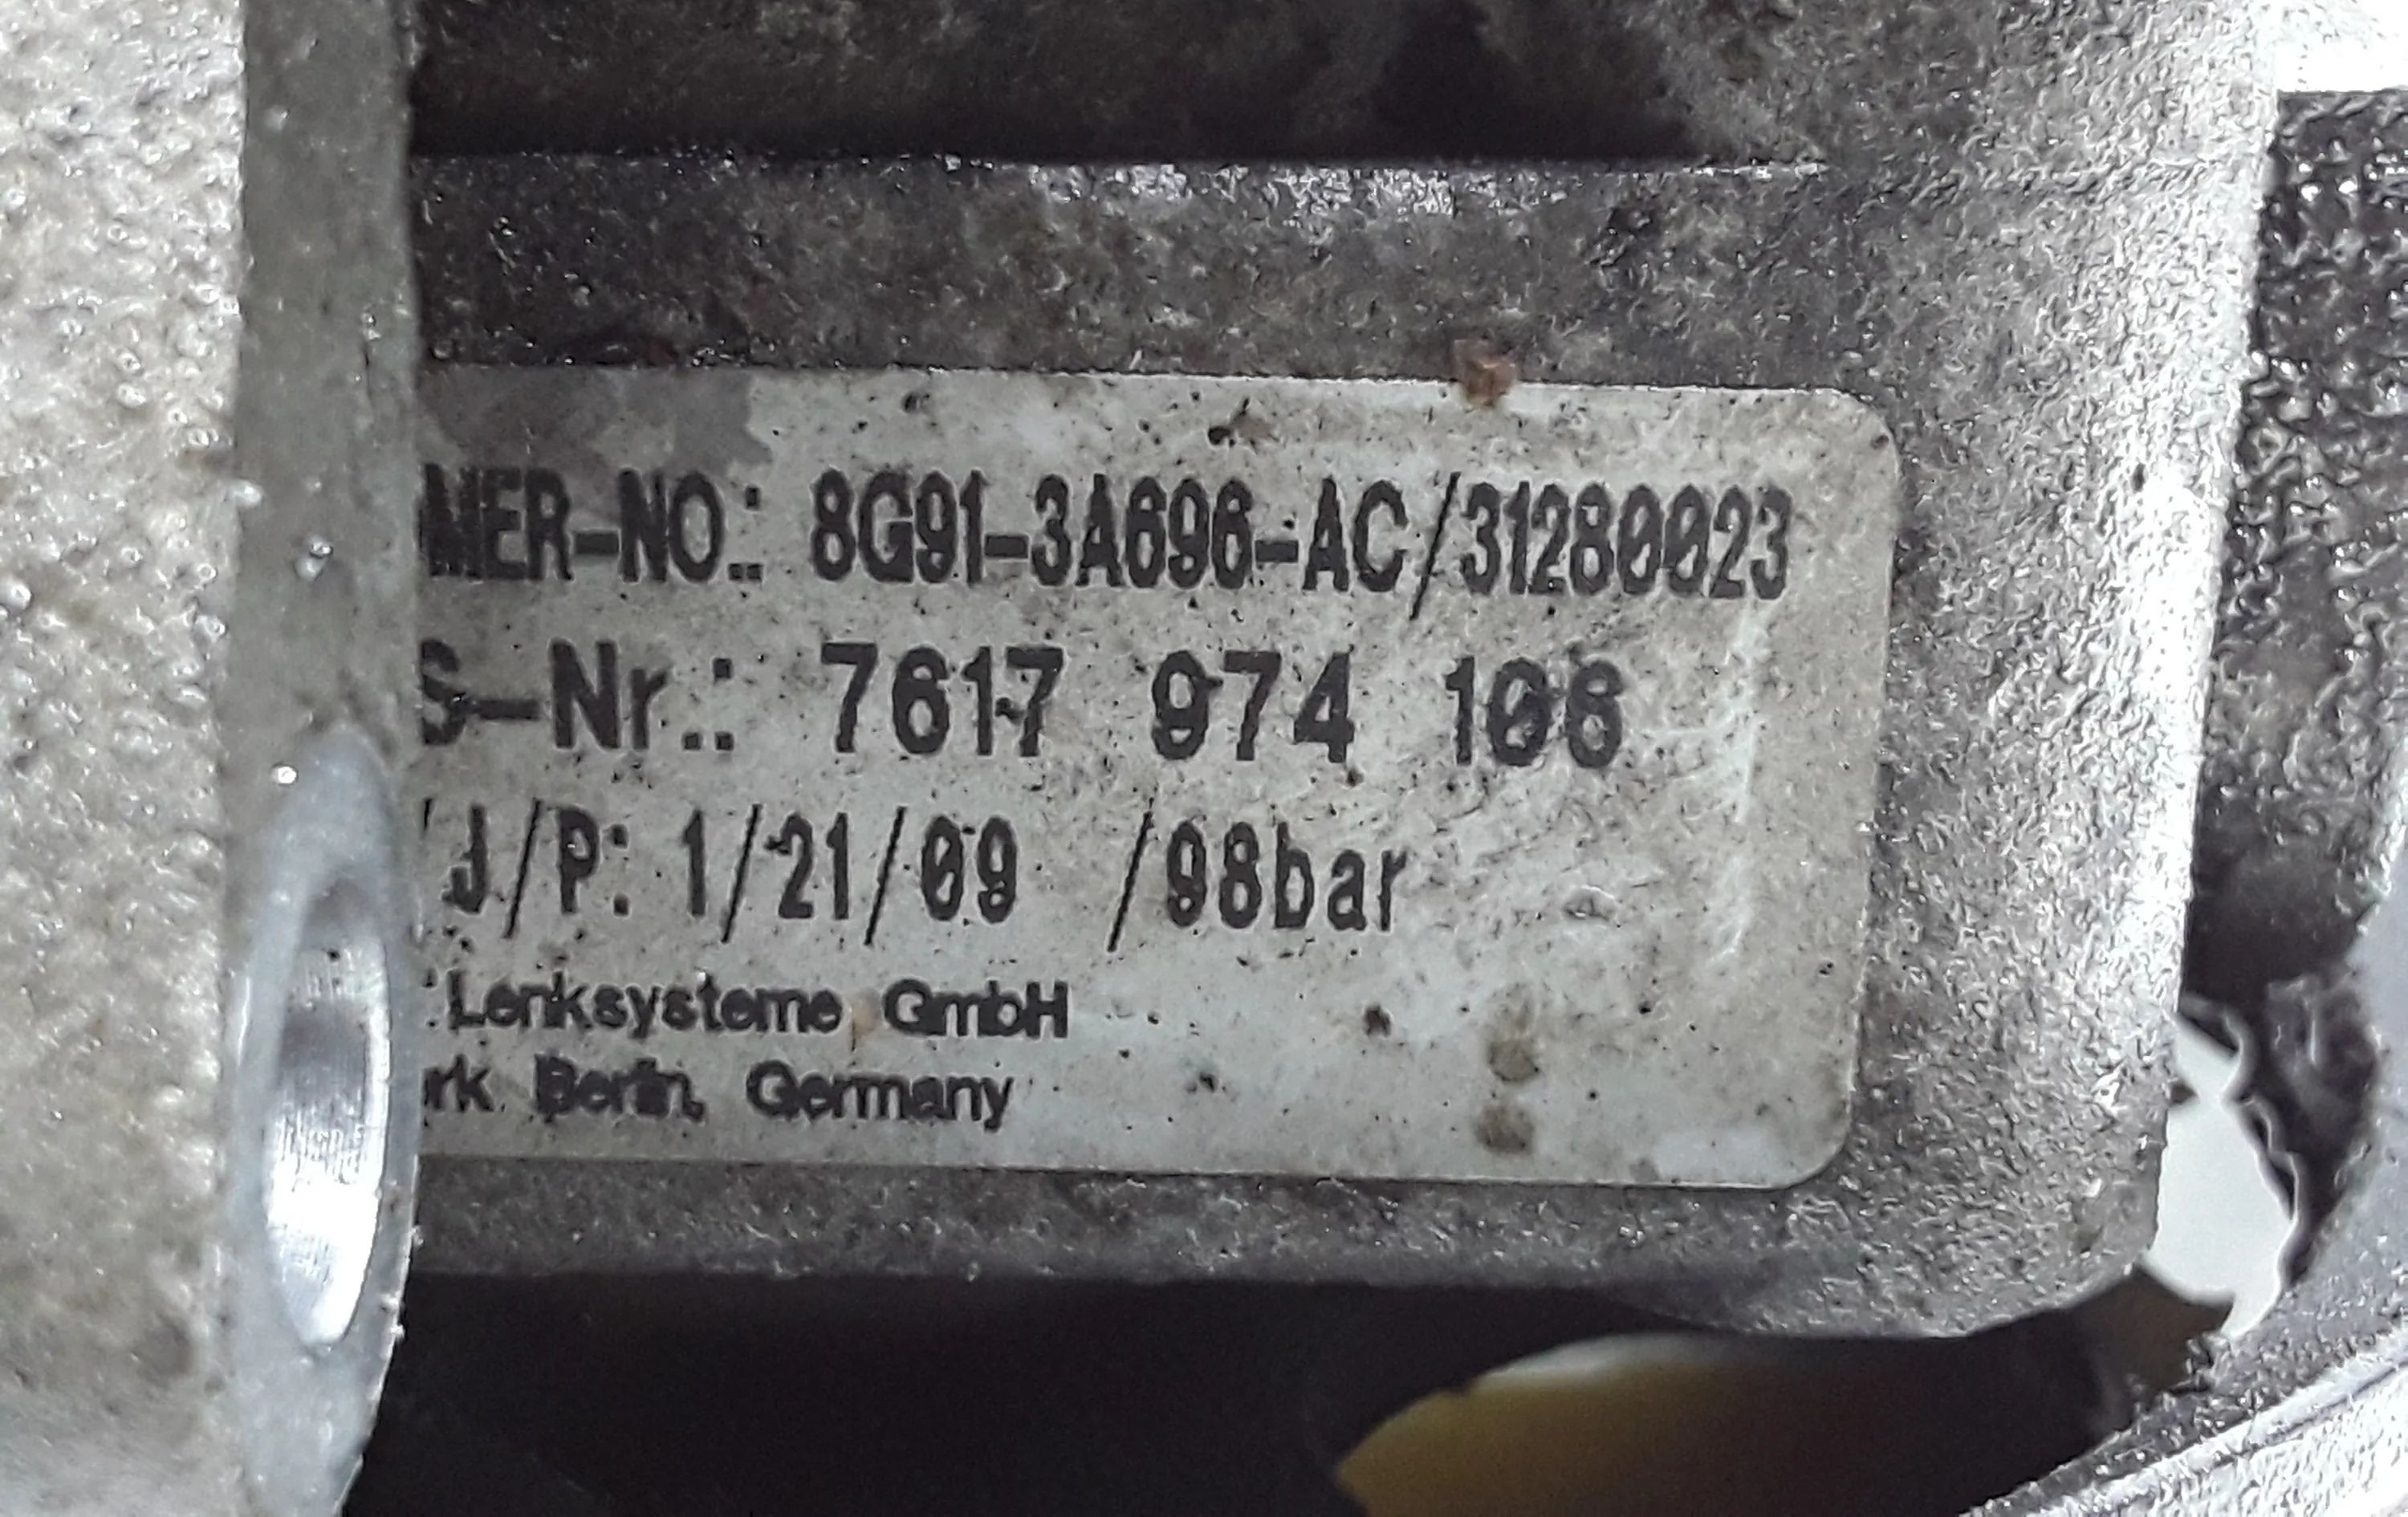 MER-NO.: 8G91-3A696-AC/31280023
S-Nr.: 7617 974 106
/J/P: 1/21/09 /98bar
Lenksysteme GmbH
rk Berlin, Germany